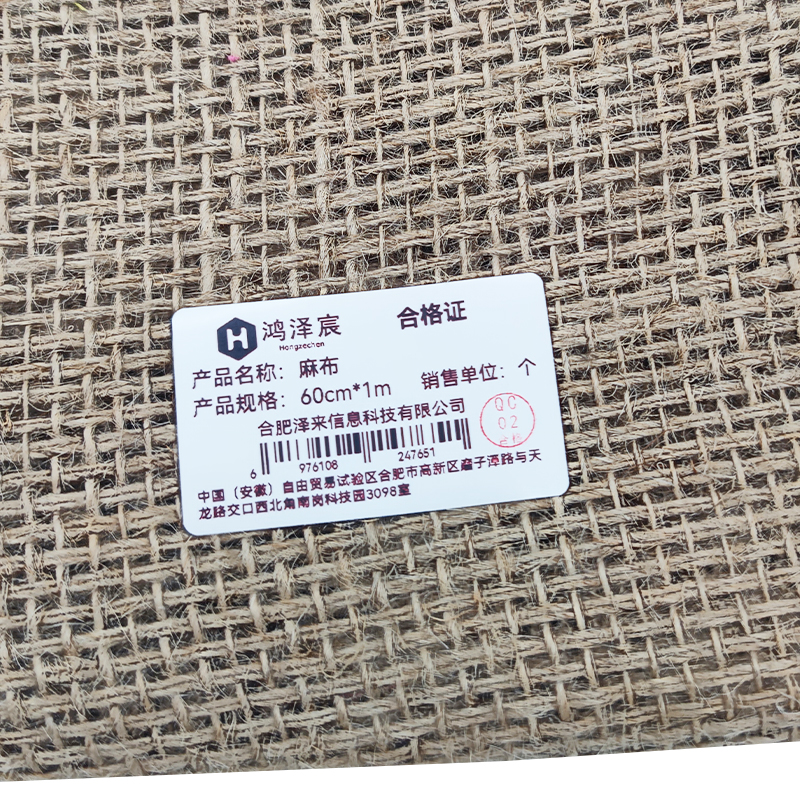 H 鸿泽宸 合格证
Hongzechen
产品名称：麻布
产品规格：60cm*1m 销售单位：个
合肥泽来信息科技有限公司
QC
02
合格
6 976108 247651
中国（安徽）自由贸易试验区合肥市高新区磨子潭路与天
龙路交口西北角南岗科技园3098室